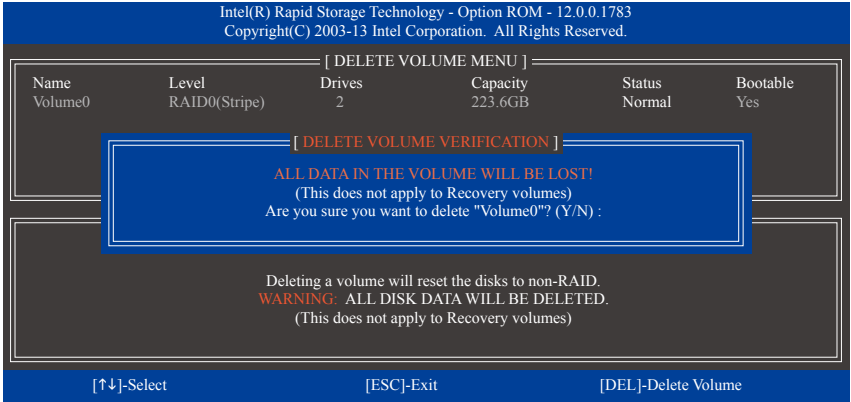 Intel(R) Rapid Storage Technology - Option ROM - 12.0.0.1783
Copyright(C) 2003-13 Intel Corporation. All Rights Reserved.
[ DELETE VOLUME MENU ]
Name Level Drives Capacity Status Bootable
Volume0 RAID0(Stripe) 2 223.6GB Normal Yes
[ DELETE VOLUME VERIFICATION ]
ALL DATA IN THE VOLUME WILL BE LOST!
(This does not apply to Recovery volumes)
Are you sure you want to delete "Volume0"? (Y/N) :
Deleting a volume will reset the disks to non-RAID.
WARNING: ALL DISK DATA WILL BE DELETED.
(This does not apply to Recovery volumes)
[↑↓]-Select [ESC]-Exit [DEL]-Delete Volume